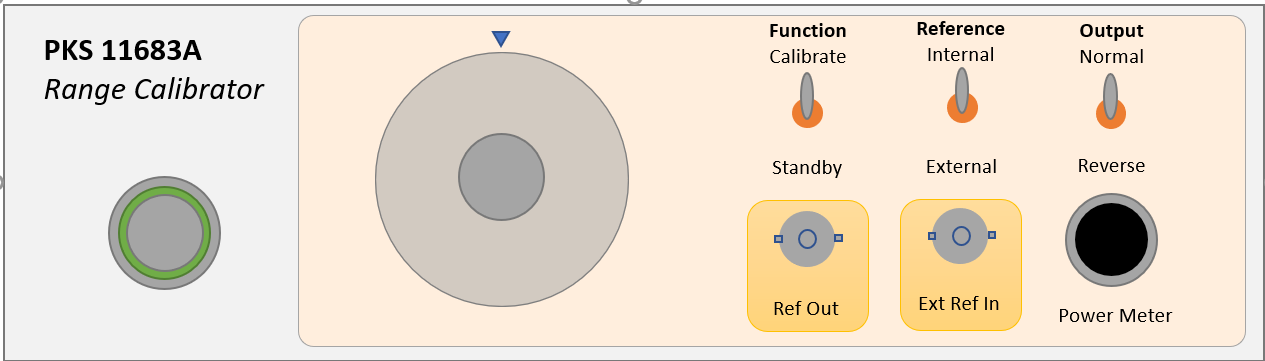 PKS 11683A
Range Calibrator
Function
Calibrate
Standby
Reference
Internal
External
Output
Normal
Reverse
Ref Out
Ext Ref In
Power Meter